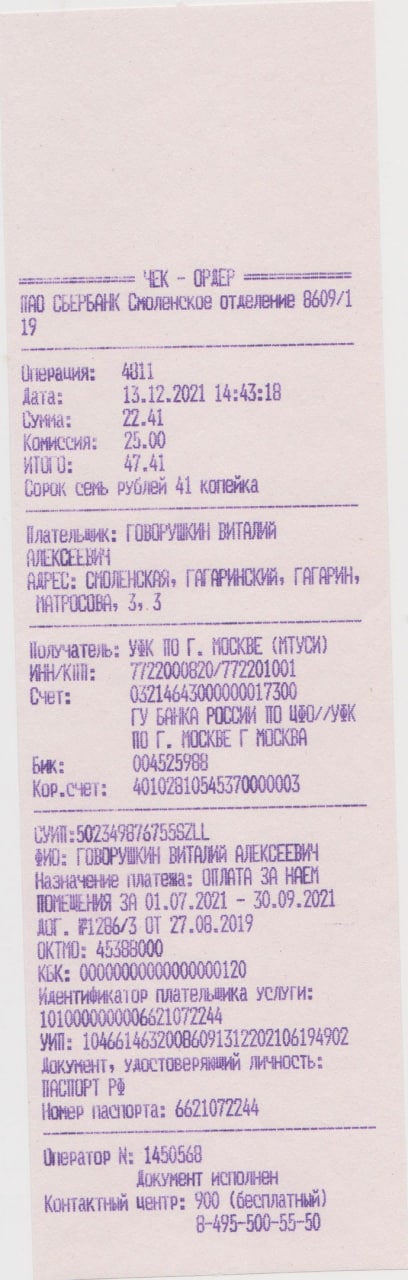 ============ ЧЕК - ОРДЕР ============
ПАО СБЕРБАНК Смоленское отделение 8609/1
19
Операция: 4811
Дата: 13.12.2021 14:43:18
Сумма: 22.41
Комиссия: 25.00
ИТОГО: 47.41
Сорок семь рублей 41 копейка
Плательщик: ГОВОРУШКИН ВИТАЛИЙ
АЛЕКСЕЕВИЧ
АДРЕС: СМОЛЕНСКАЯ, ГАГАРИНСКИЙ, ГАГАРИН,
МАТРОСОВА, 3, 3
Получатель: УФК ПО Г. МОСКВЕ (МТУСИ)
ИНН/КПП: 7722000820/772201001
Счет: 03214643000000017300
ГУ БАНКА РОССИИ ПО ЦФО//УФК
ПО Г. МОСКВЕ Г МОСКВА
Бик: 004525988
Кор.счет: 40102810545370000003
СУИП:502349876755SZLL
ФИО: ГОВОРУШКИН ВИТАЛИЙ АЛЕКСЕЕВИЧ
Назначение платежа: ОПЛАТА ЗА НАЕМ
ПОМЕЩЕНИЯ ЗА 01.07.2021 - 30.09.2021
ДОГ. №1286/3 ОТ 27.08.2019
ОКТМО: 45388000
КБК: 00000000000000000120
Идентификатор плательщика услуги:
1010000000006621072244
УИП: 10466146320086091312202106194902
Документ, удостоверяющий личность:
ПАСПОРТ РФ
Номер паспорта: 6621072244
Оператор N: 1450568
Документ исполнен
Контактный центр: 900 (бесплатный)
8-495-500-55-50